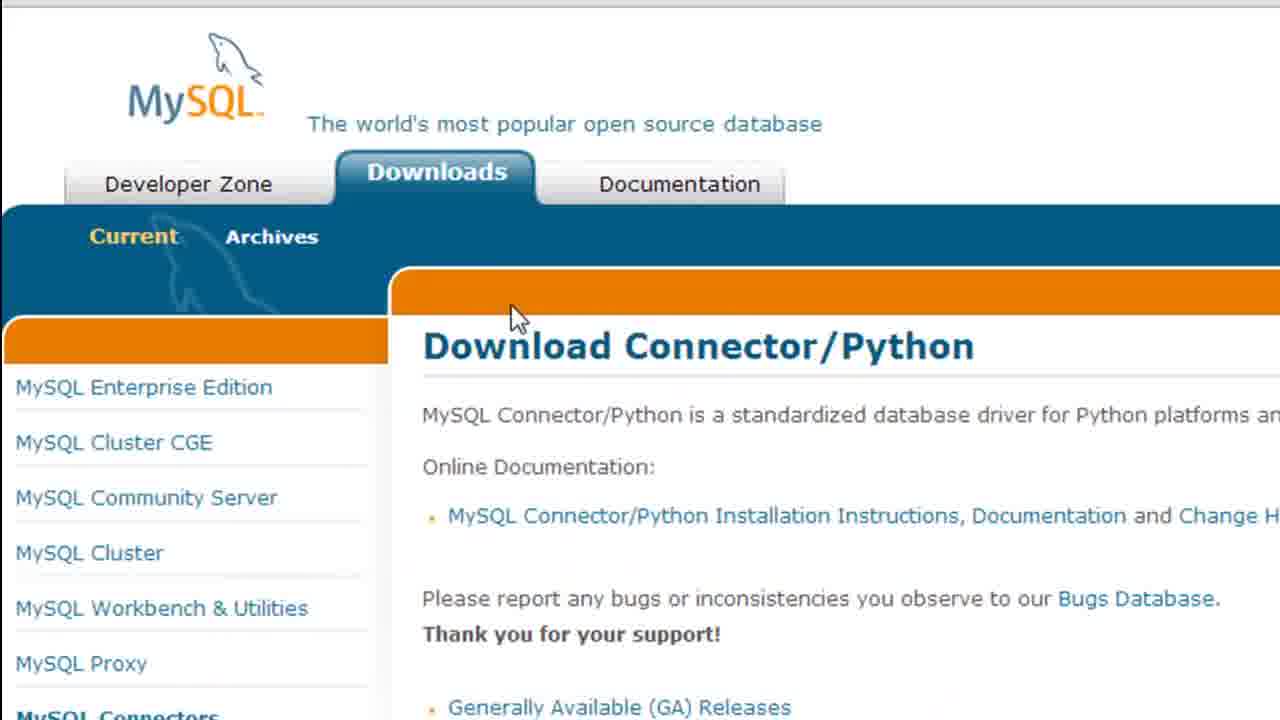 MySQL
The world's most popular open source database
Developer Zone
Downloads
Documentation
Current
Archives
Download Connector/Python
MySQL Enterprise Edition
MySQL Connector/Python is a standardized database driver for Python platforms
MySQL Cluster CGE
Online Documentation:
MySQL Community Server
MySQL Connector/Python Installation Instructions, Documentation and Change
MySQL Cluster
Please report any bugs or inconsistencies you observe to our Bugs Database.
MySQL Workbench & Utilities
Thank you for your support!
MySQL Proxy
Generally Available (GA) Releases
MySQL Connectors